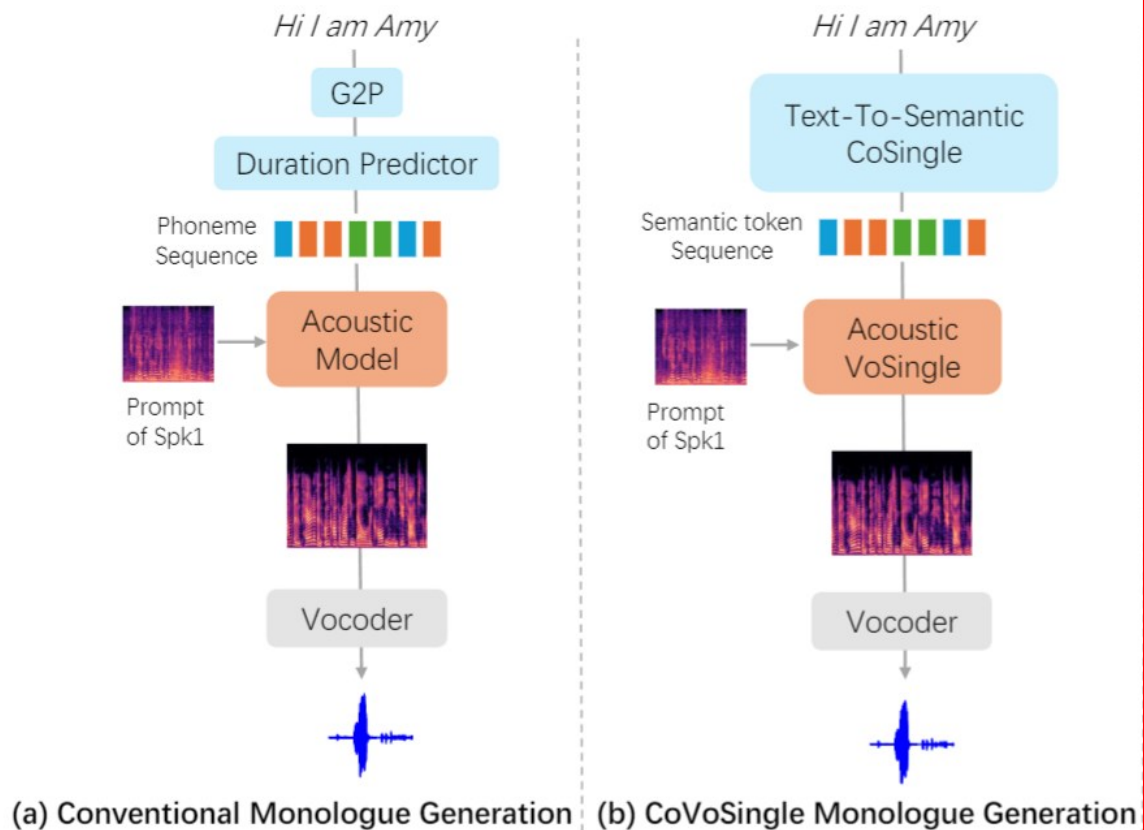 Hi I am Amy
G2P
Duration Predictor
Phoneme
Sequence
Acoustic
Model
Prompt
of Spk1
Vocoder
(a) Conventional Monologue Generation
Hi I am Amy
Text-To-Semantic
CoSingle
Semantic token
Sequence
Acoustic
VoSingle
Prompt
of Spk1
Vocoder
(b) CoVoSingle Monologue Generation